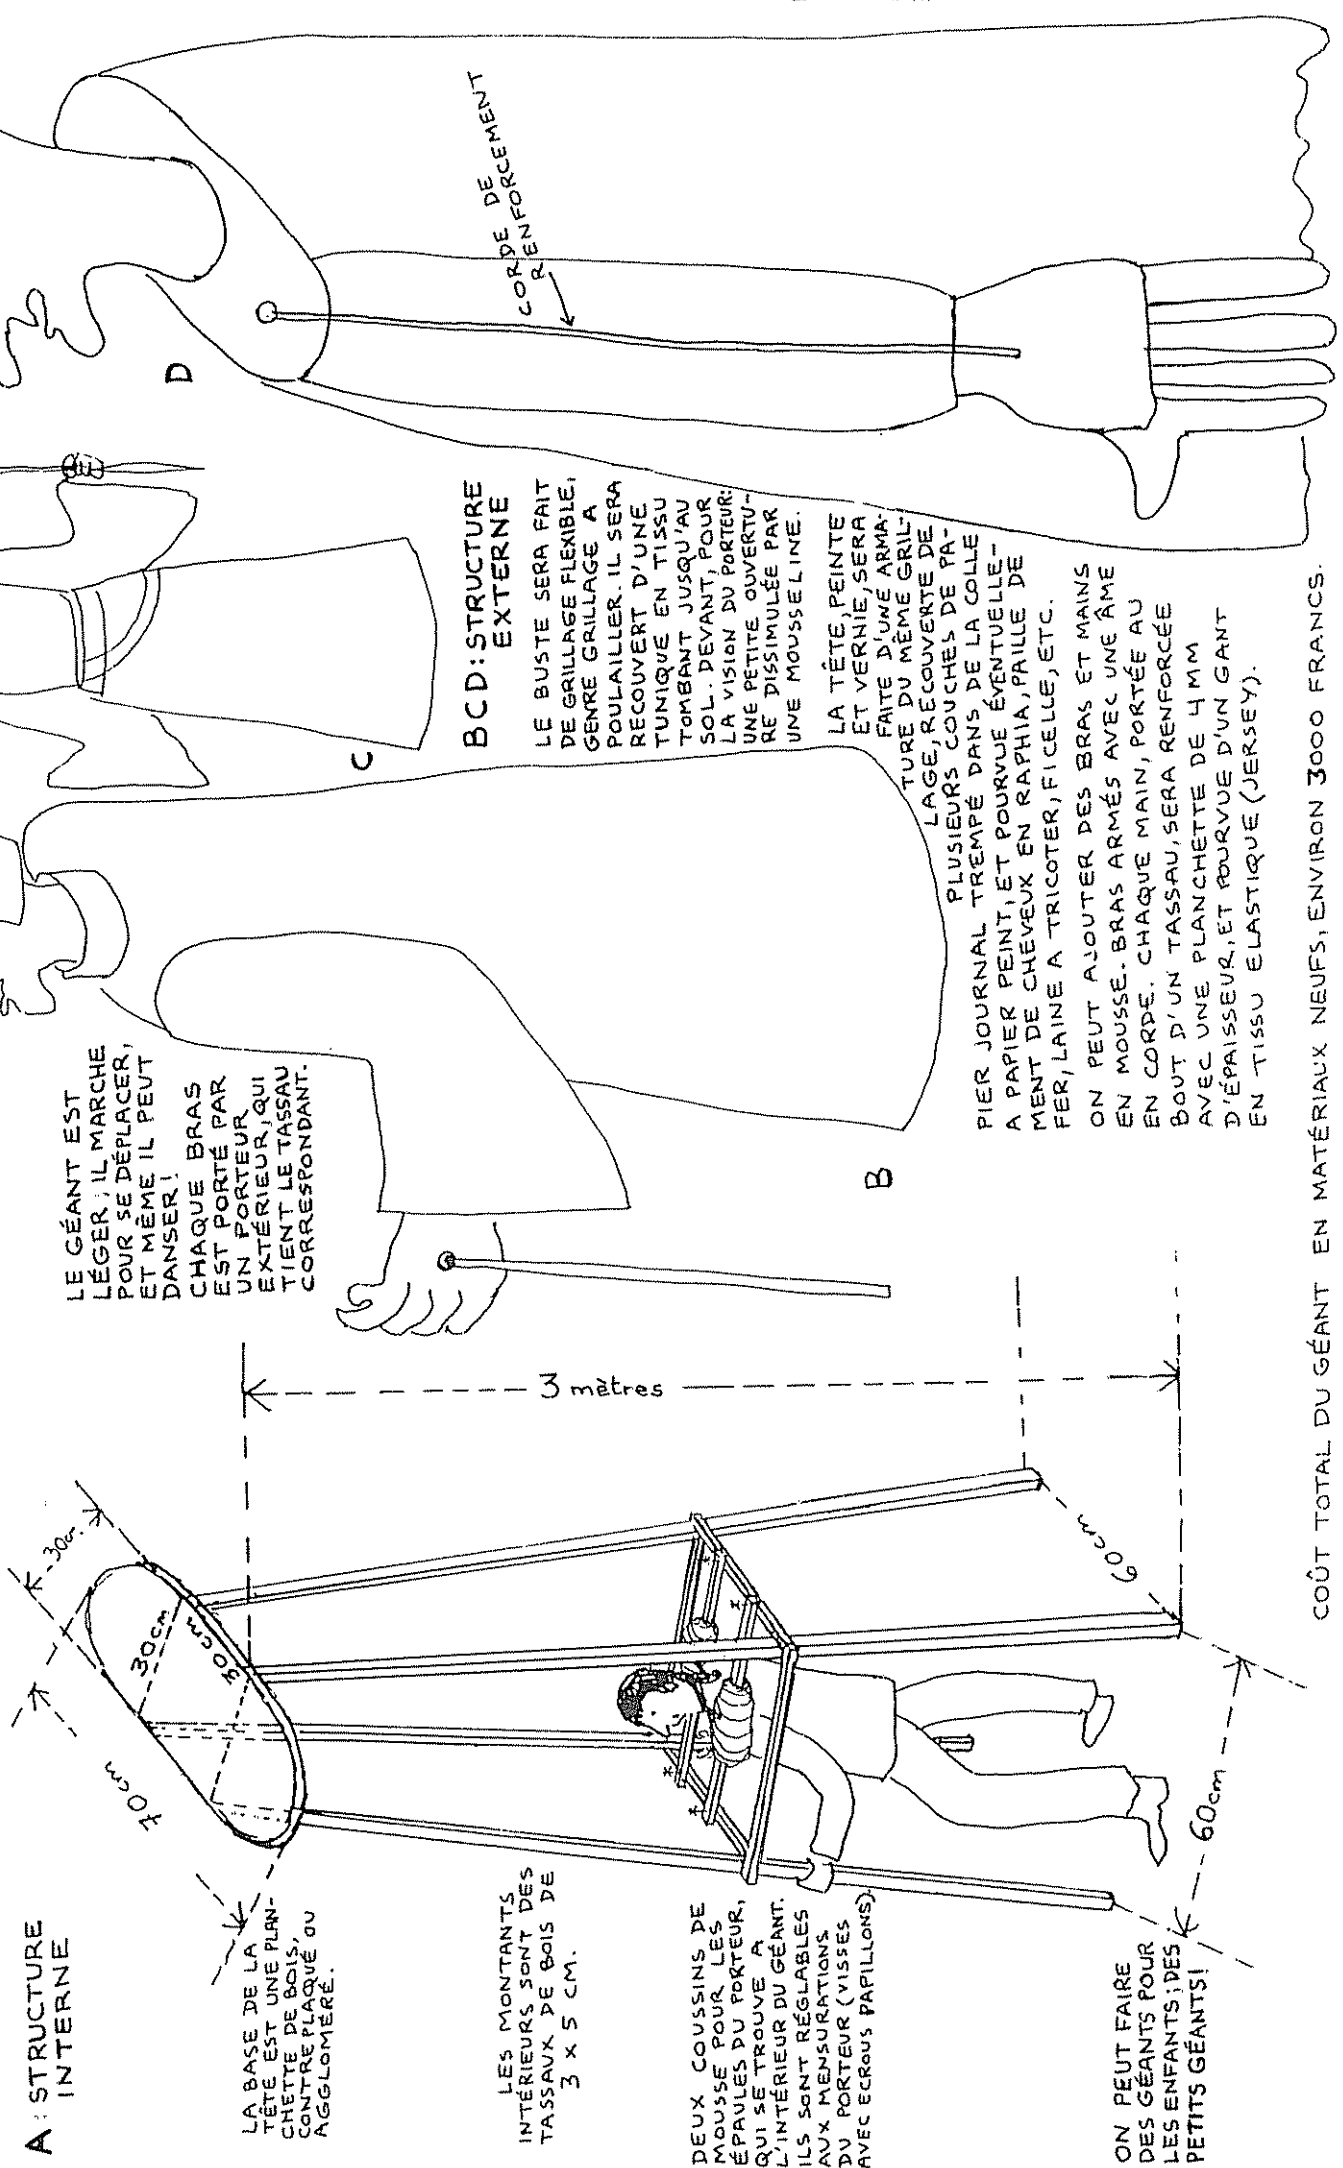 A : STRUCTURE
INTERNE
LA BASE DE LA
TÊTE EST UNE PLAN-
CHETTE DE BOIS,
CONTREPLAQUÉ OU
AGGLOMÉRÉ.
LES MONTANTS
INTÉRIEURS SONT DES
TASSAUX DE BOIS DE
3 x 5 CM.
DEUX COUSSINS DE
MOUSSE POUR LES
ÉPAULES DU PORTEUR,
QUI SE TROUVE A
L'INTÉRIEUR DU GÉANT.
ILS SONT RÉGLABLES
AUX MENSURATIONS
DU PORTEUR (VISSES
AVEC ECROUS PAPILLONS).
ON PEUT FAIRE
DES GÉANTS POUR
LES ENFANTS; DES
PETITS GÉANTS!
70cm
30cm
30cm
30cm.
3 mètres
60cm
60cm
LE GÉANT EST
LÉGER; IL MARCHE
POUR SE DÉPLACER,
ET MÊME IL PEUT
DANSER!
CHAQUE BRAS
EST PORTÉ PAR
UN PORTEUR
EXTÉRIEUR, QUI
TIENT LE TASSAU
CORRESPONDANT.
B
C
D
CORDE DE
RENFORCEMENT
BCD: STRUCTURE
EXTERNE
LE BUSTE SERA FAIT
DE GRILLAGE FLEXIBLE,
GENRE GRILLAGE A
POULAILLER. IL SERA
RECOUVERT D'UNE
TUNIQUE EN TISSU
TOMBANT JUSQU'AU
SOL. DEVANT, POUR
LA VISION DU PORTEUR:
UNE PETITE OUVERTU-
RE DISSIMULÉE PAR
UNE MOUSSELINE.
LA TÊTE, PEINTE
ET VERNIE, SERA
FAITE D'UNE ARMA-
TURE DU MÊME GRIL-
LAGE, RECOUVERTE DE
PLUSIEURS COUCHES DE PA-
PIER JOURNAL TREMPÉ DANS DE LA COLLE
A PAPIER PEINT, ET POURVUE ÉVENTUELLE-
MENT DE CHEVEUX EN RAPHIA, PAILLE DE
FER, LAINE A TRICOTER, FICELLE, ETC.
ON PEUT AJOUTER DES BRAS ET MAINS
EN MOUSSE. BRAS ARMÉS AVEC UNE ÂME
EN CORDE. CHAQUE MAIN, PORTÉE AU
BOUT D'UN TASSAU, SERA RENFORCÉE
AVEC UNE PLANCHETTE DE 4 MM
D'ÉPAISSEUR, ET POURVUE D'UN GANT
EN TISSU ELASTIQUE (JERSEY).
COÛT TOTAL DU GÉANT EN MATÉRIAUX NEUFS, ENVIRON 3000 FRANCS.